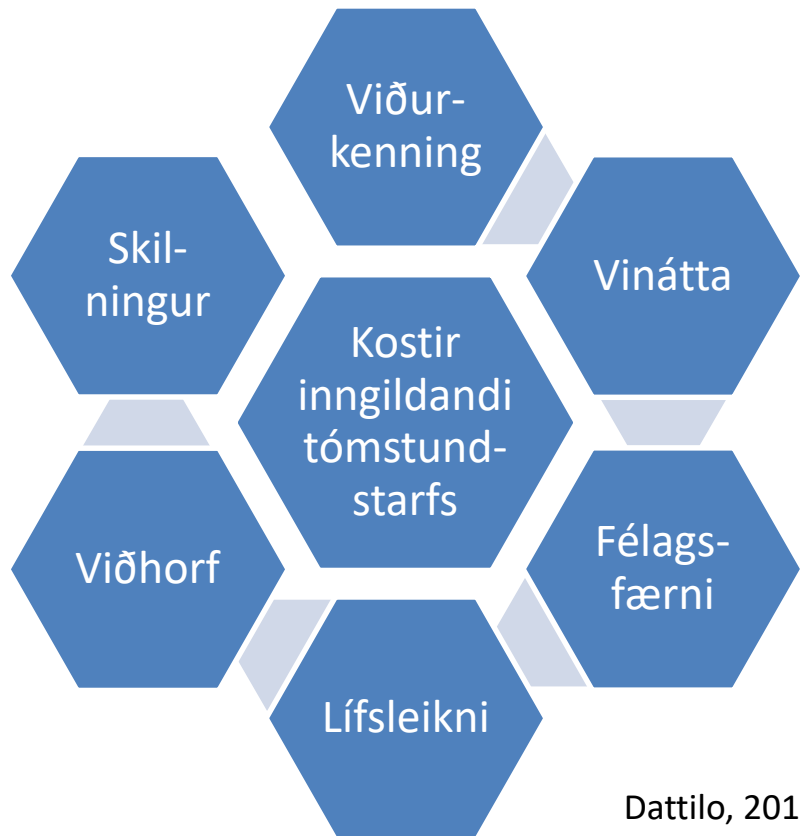 Viður-
kenning
Vinátta
Félags-
færni
Lífsleikni
Viðhorf
Skil-
ningur
Kostir
inngildandi
tómstund-
starfs
Dattilo, 201